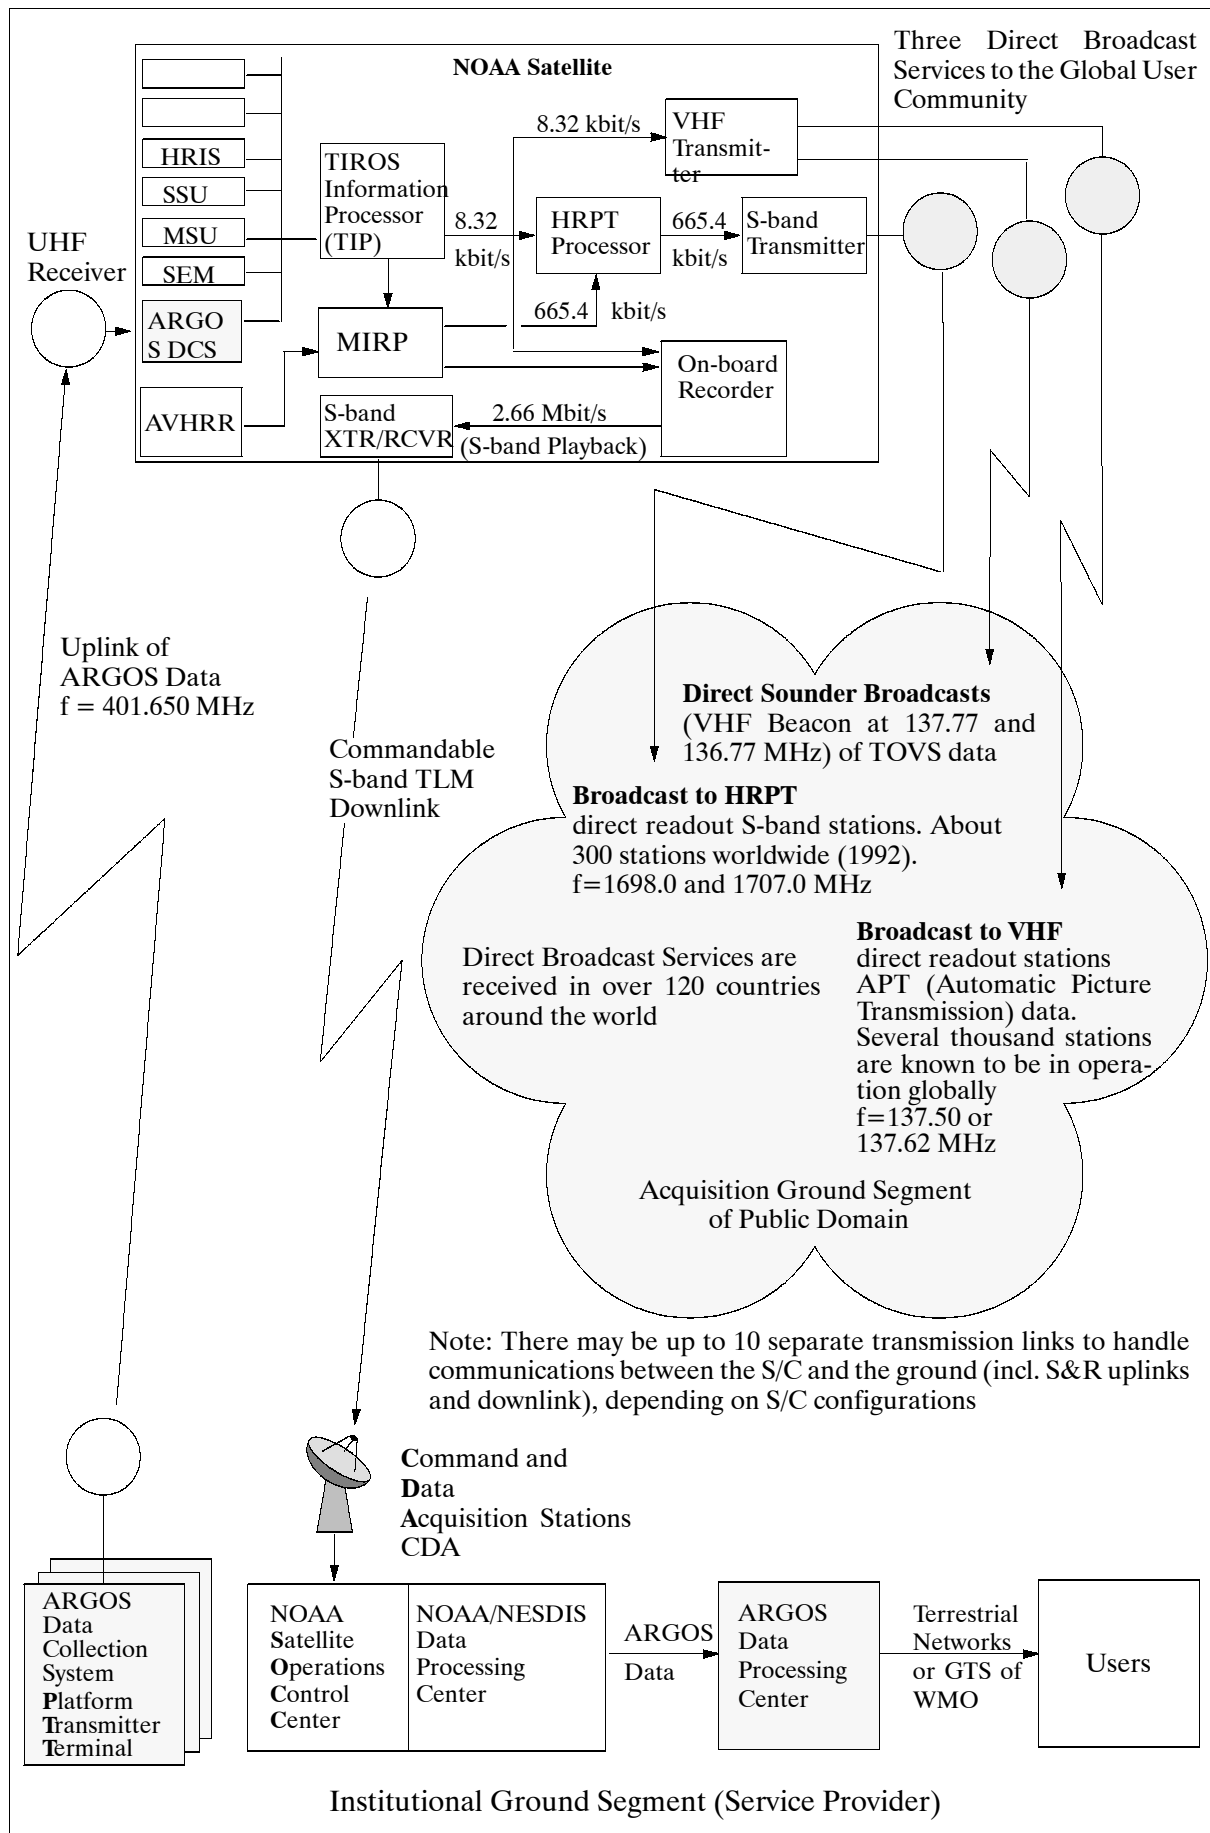 Three Direct Broadcast
Services to the Global User
Community
NOAA Satellite
HRIS
SSU
MSU
SEM
ARGO
S DCS
AVHRR
UHF
Receiver
TIROS
Information
Processor
(TIP)
MIRP
S-band
XTR/RCVR
8.32 kbit/s
VHF
Transmit-
ter
8.32
kbit/s
HRPT
Processor
665.4
kbit/s
S-band
Transmitter
665.4 kbit/s
On-board
Recorder
2.66 Mbit/s
(S-band Playback)
Uplink of
ARGOS Data
f = 401.650 MHz
Commandable
S-band TLM
Downlink
Direct Sounder Broadcasts
(VHF Beacon at 137.77 and
136.77 MHz) of TOVS data
Broadcast to HRPT
direct readout S-band stations. About
300 stations worldwide (1992).
f=1698.0 and 1707.0 MHz
Broadcast to VHF
direct readout stations
APT (Automatic Picture
Transmission) data.
Several thousand stations
are known to be in opera-
tion globally
f=137.50 or
137.62 MHz
Direct Broadcast Services are
received in over 120 countries
around the world
Acquisition Ground Segment
of Public Domain
Note: There may be up to 10 separate transmission links to handle
communications between the S/C and the ground (incl. S&R uplinks
and downlink), depending on S/C configurations
Command and
Data
Acquisition Stations
CDA
ARGOS
Data
Collection
System
Platform
Transmitter
Terminal
NOAA
Satellite
Operations
Control
Center
NOAA/NESDIS
Data
Processing
Center
ARGOS
Data
ARGOS
Data
Processing
Center
Terrestrial
Networks
or GTS of
WMO
Users
Institutional Ground Segment (Service Provider)